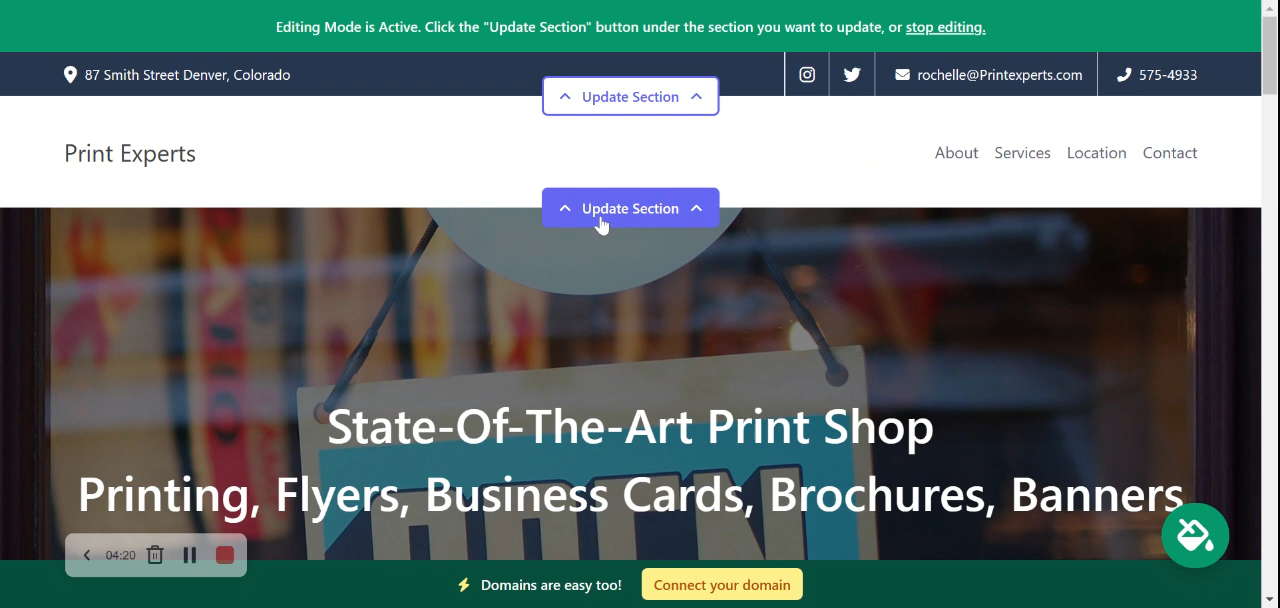 Editing Mode is Active. Click the "Update Section" button under the section you want to update, or stop editing.
87 Smith Street Denver, Colorado
rochelle@Printexperts.com
575-4933
Update Section
Print Experts
About Services Location Contact
Update Section
State-Of-The-Art Print Shop
Printing, Flyers, Business Cards, Brochures, Banners
04:20
Domains are easy too!
Connect your domain